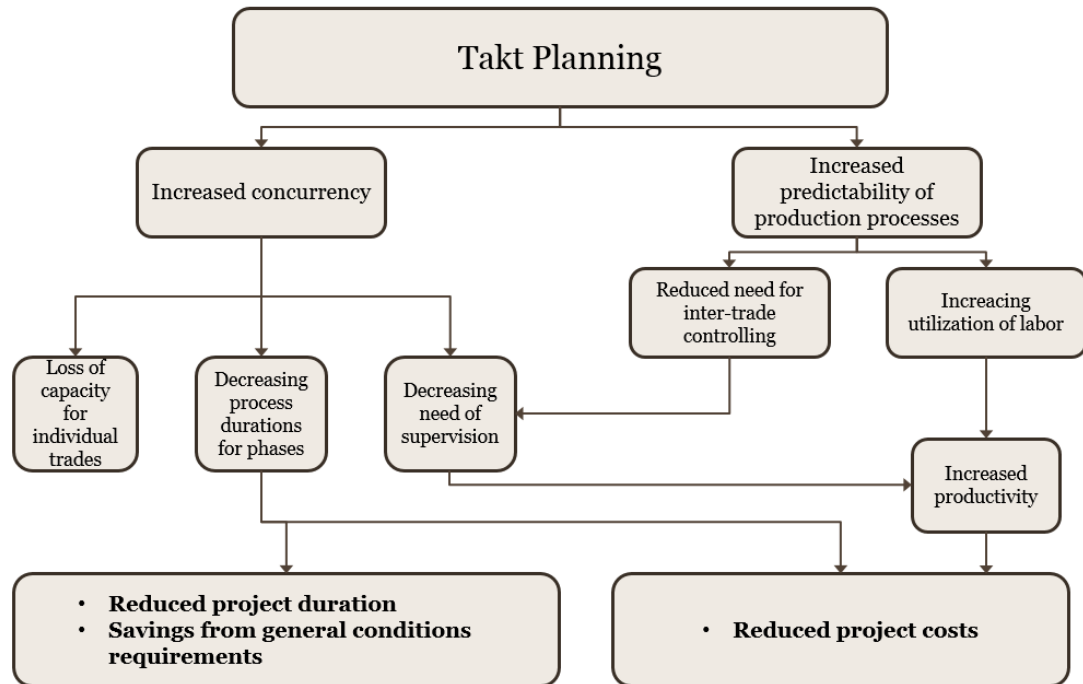 Takt Planning
Increased concurrency
Increased
predictability of
production processes
Reduced need for
inter-trade
controlling
Increacing
utilization of labor
Loss of
capacity
for
individual
trades
Decreasing
process
durations
for phases
Decreasing
need of
supervision
Increased
productivity
• Reduced project duration
• Savings from general conditions
requirements
• Reduced project costs